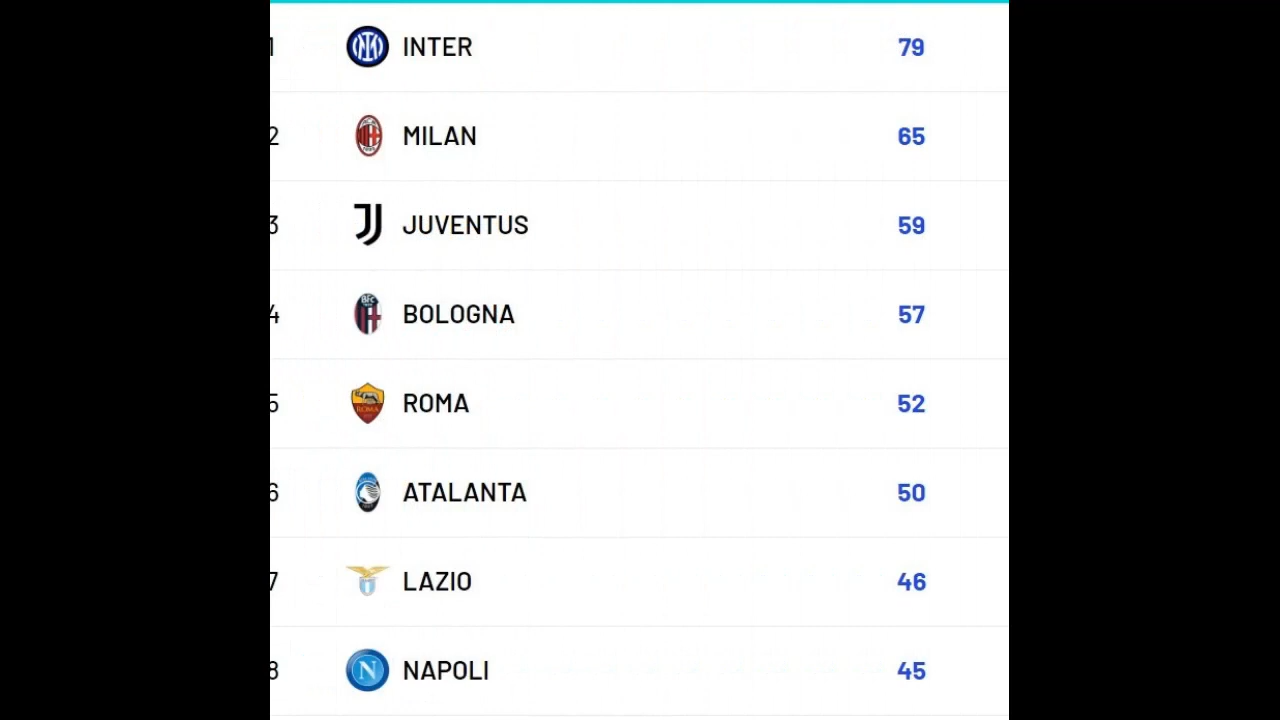 1 INTER 79
2 MILAN 65
3 JUVENTUS 59
4 BOLOGNA 57
5 ROMA 52
6 ATALANTA 50
7 LAZIO 46
8 NAPOLI 45